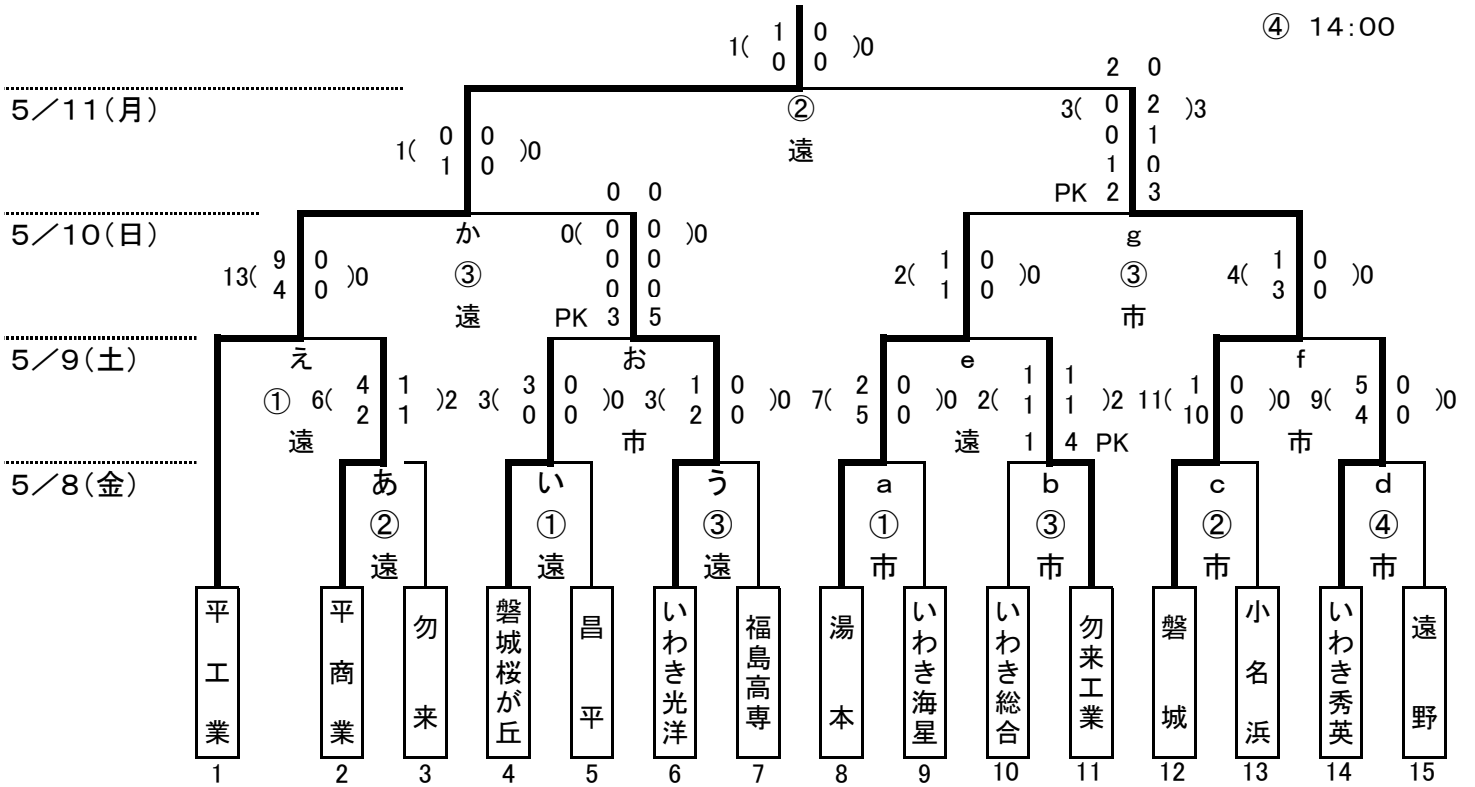 ④ 14:00
1( 1 0 )0
0 0
2 0
5/11(月)
② 3( 0 2 )3
遠
0 1
1 0
PK 2 3
1( 0 0 )0
1 0
0 0
5/10(日)
か 0( 0 0 )0
0 0
0 0
PK 3 5
③
遠
13( 9 0 )0
4 0
g
③
市
2( 1 0 )0
1 0
4( 1 0 )0
3 0
5/9(土)
え お e f
① 6( 4 1 )2 3( 3 0 )0 3( 1 0 )0 7( 2 0 )0 2( 1 1 )2 11( 1 0 )0 9( 5 0 )0
2 1 0 0 2 0 5 0 1 1 10 0 4 0
遠 市 遠 1 4 PK 市
5/8(金)
あ い う a b c d
② ① ③ ① ③ ② ④
遠 遠 遠 市 市 市 市
平工業
平商業
勿来
磐城桜が丘
昌平
いわき光洋
福島高専
湯本
いわき海星
いわき総合
勿来工業
磐城
小名浜
いわき秀英
遠野
1 2 3 4 5 6 7 8 9 10 11 12 13 14 15